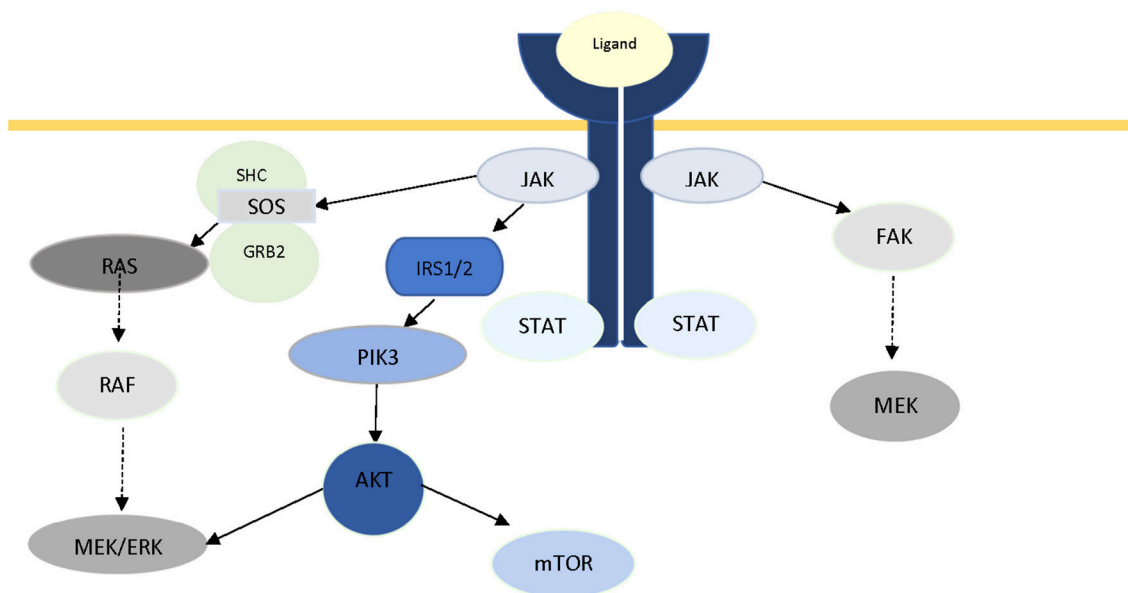 Ligand
SHC
JAK
JAK
SOS
FAK
GRB2
RAS
IRS1/2
STAT
STAT
PIK3
RAF
MEK
AKT
MEK/ERK
mTOR